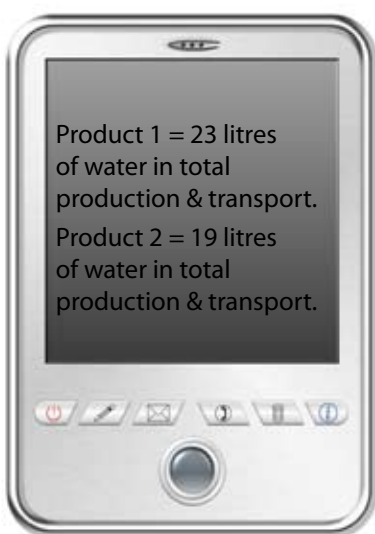 Product 1 = 23 litres
of water in total
production & transport.
Product 2 = 19 litres
of water in total
production & transport.